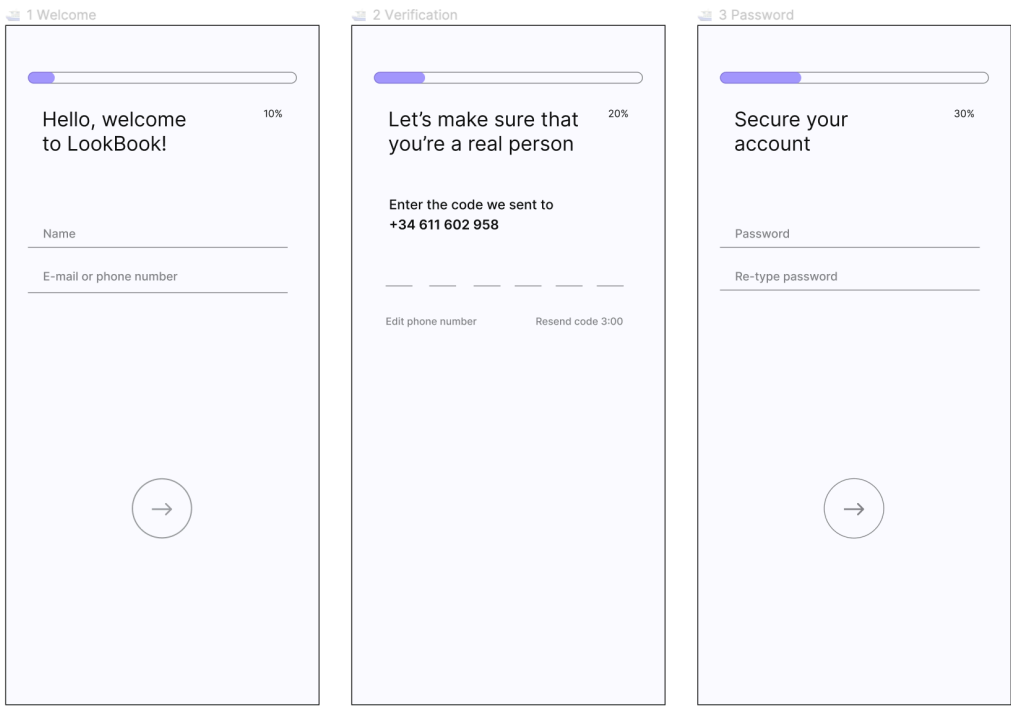 1 Welcome
10%
Hello, welcome
to LookBook!
Name
E-mail or phone number
2 Verification
20%
Let's make sure that
you're a real person
Enter the code we sent to
+34 611 602 958
Edit phone number
Resend code 3:00
3 Password
30%
Secure your
account
Password
Re-type password